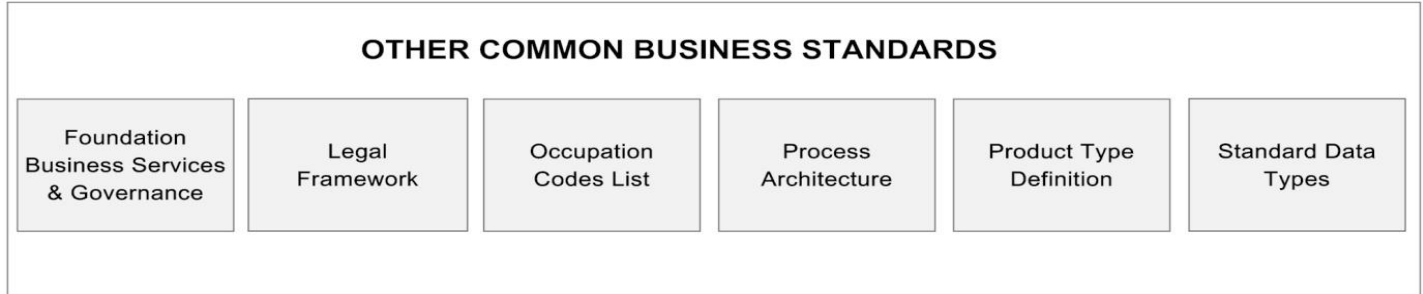 OTHER COMMON BUSINESS STANDARDS
Foundation
Business Services
& Governance
Legal
Framework
Occupation
Codes List
Process
Architecture
Product Type
Definition
Standard Data
Types